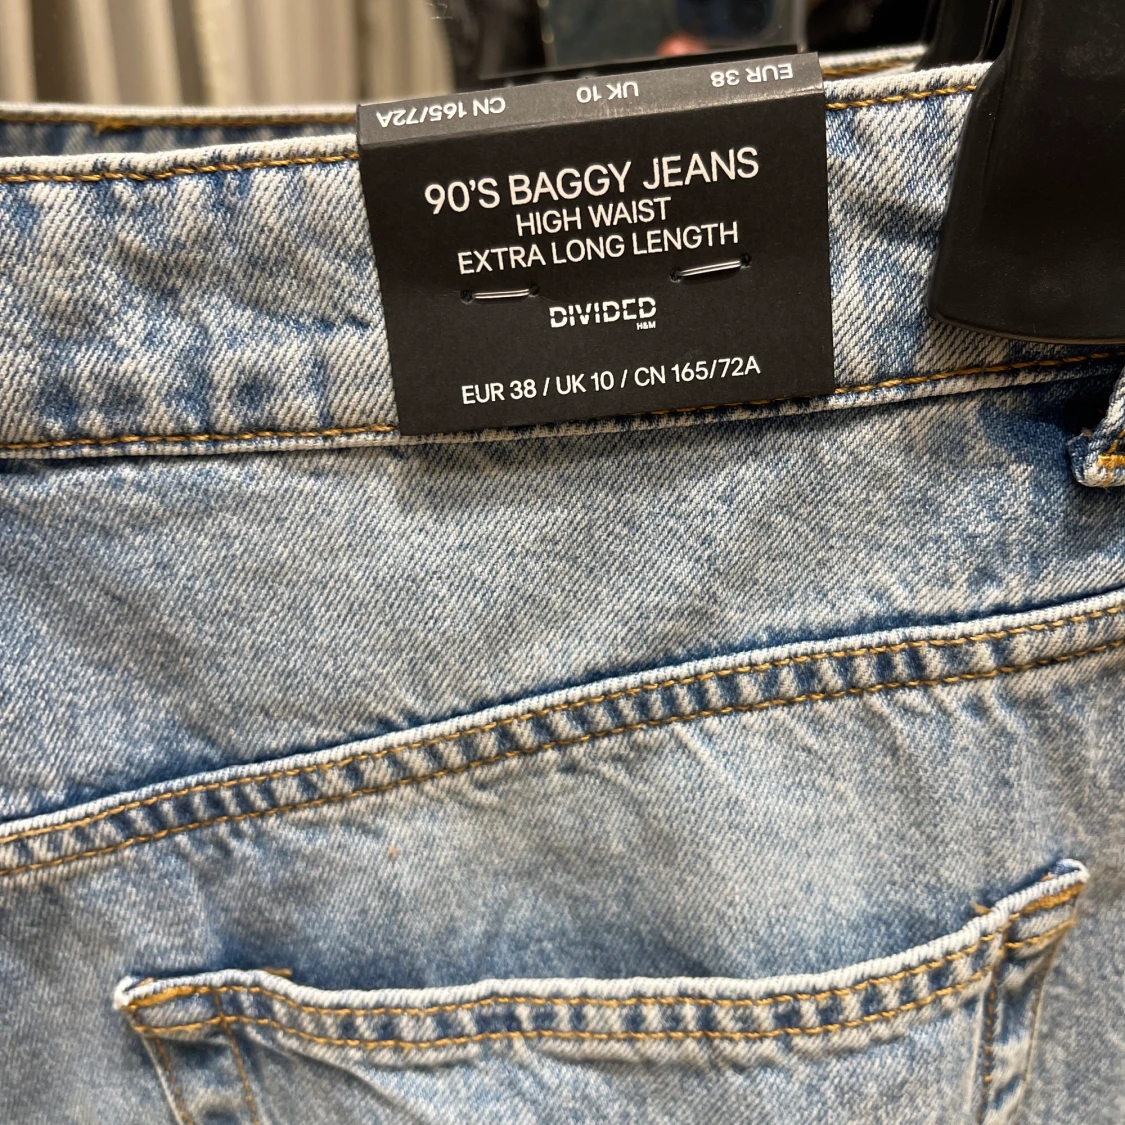 EUR 38 UK 10 CN 165/72A
90'S BAGGY JEANS
HIGH WAIST
EXTRA LONG LENGTH
DIVIDED
H&M
EUR 38 / UK 10 / CN 165/72A